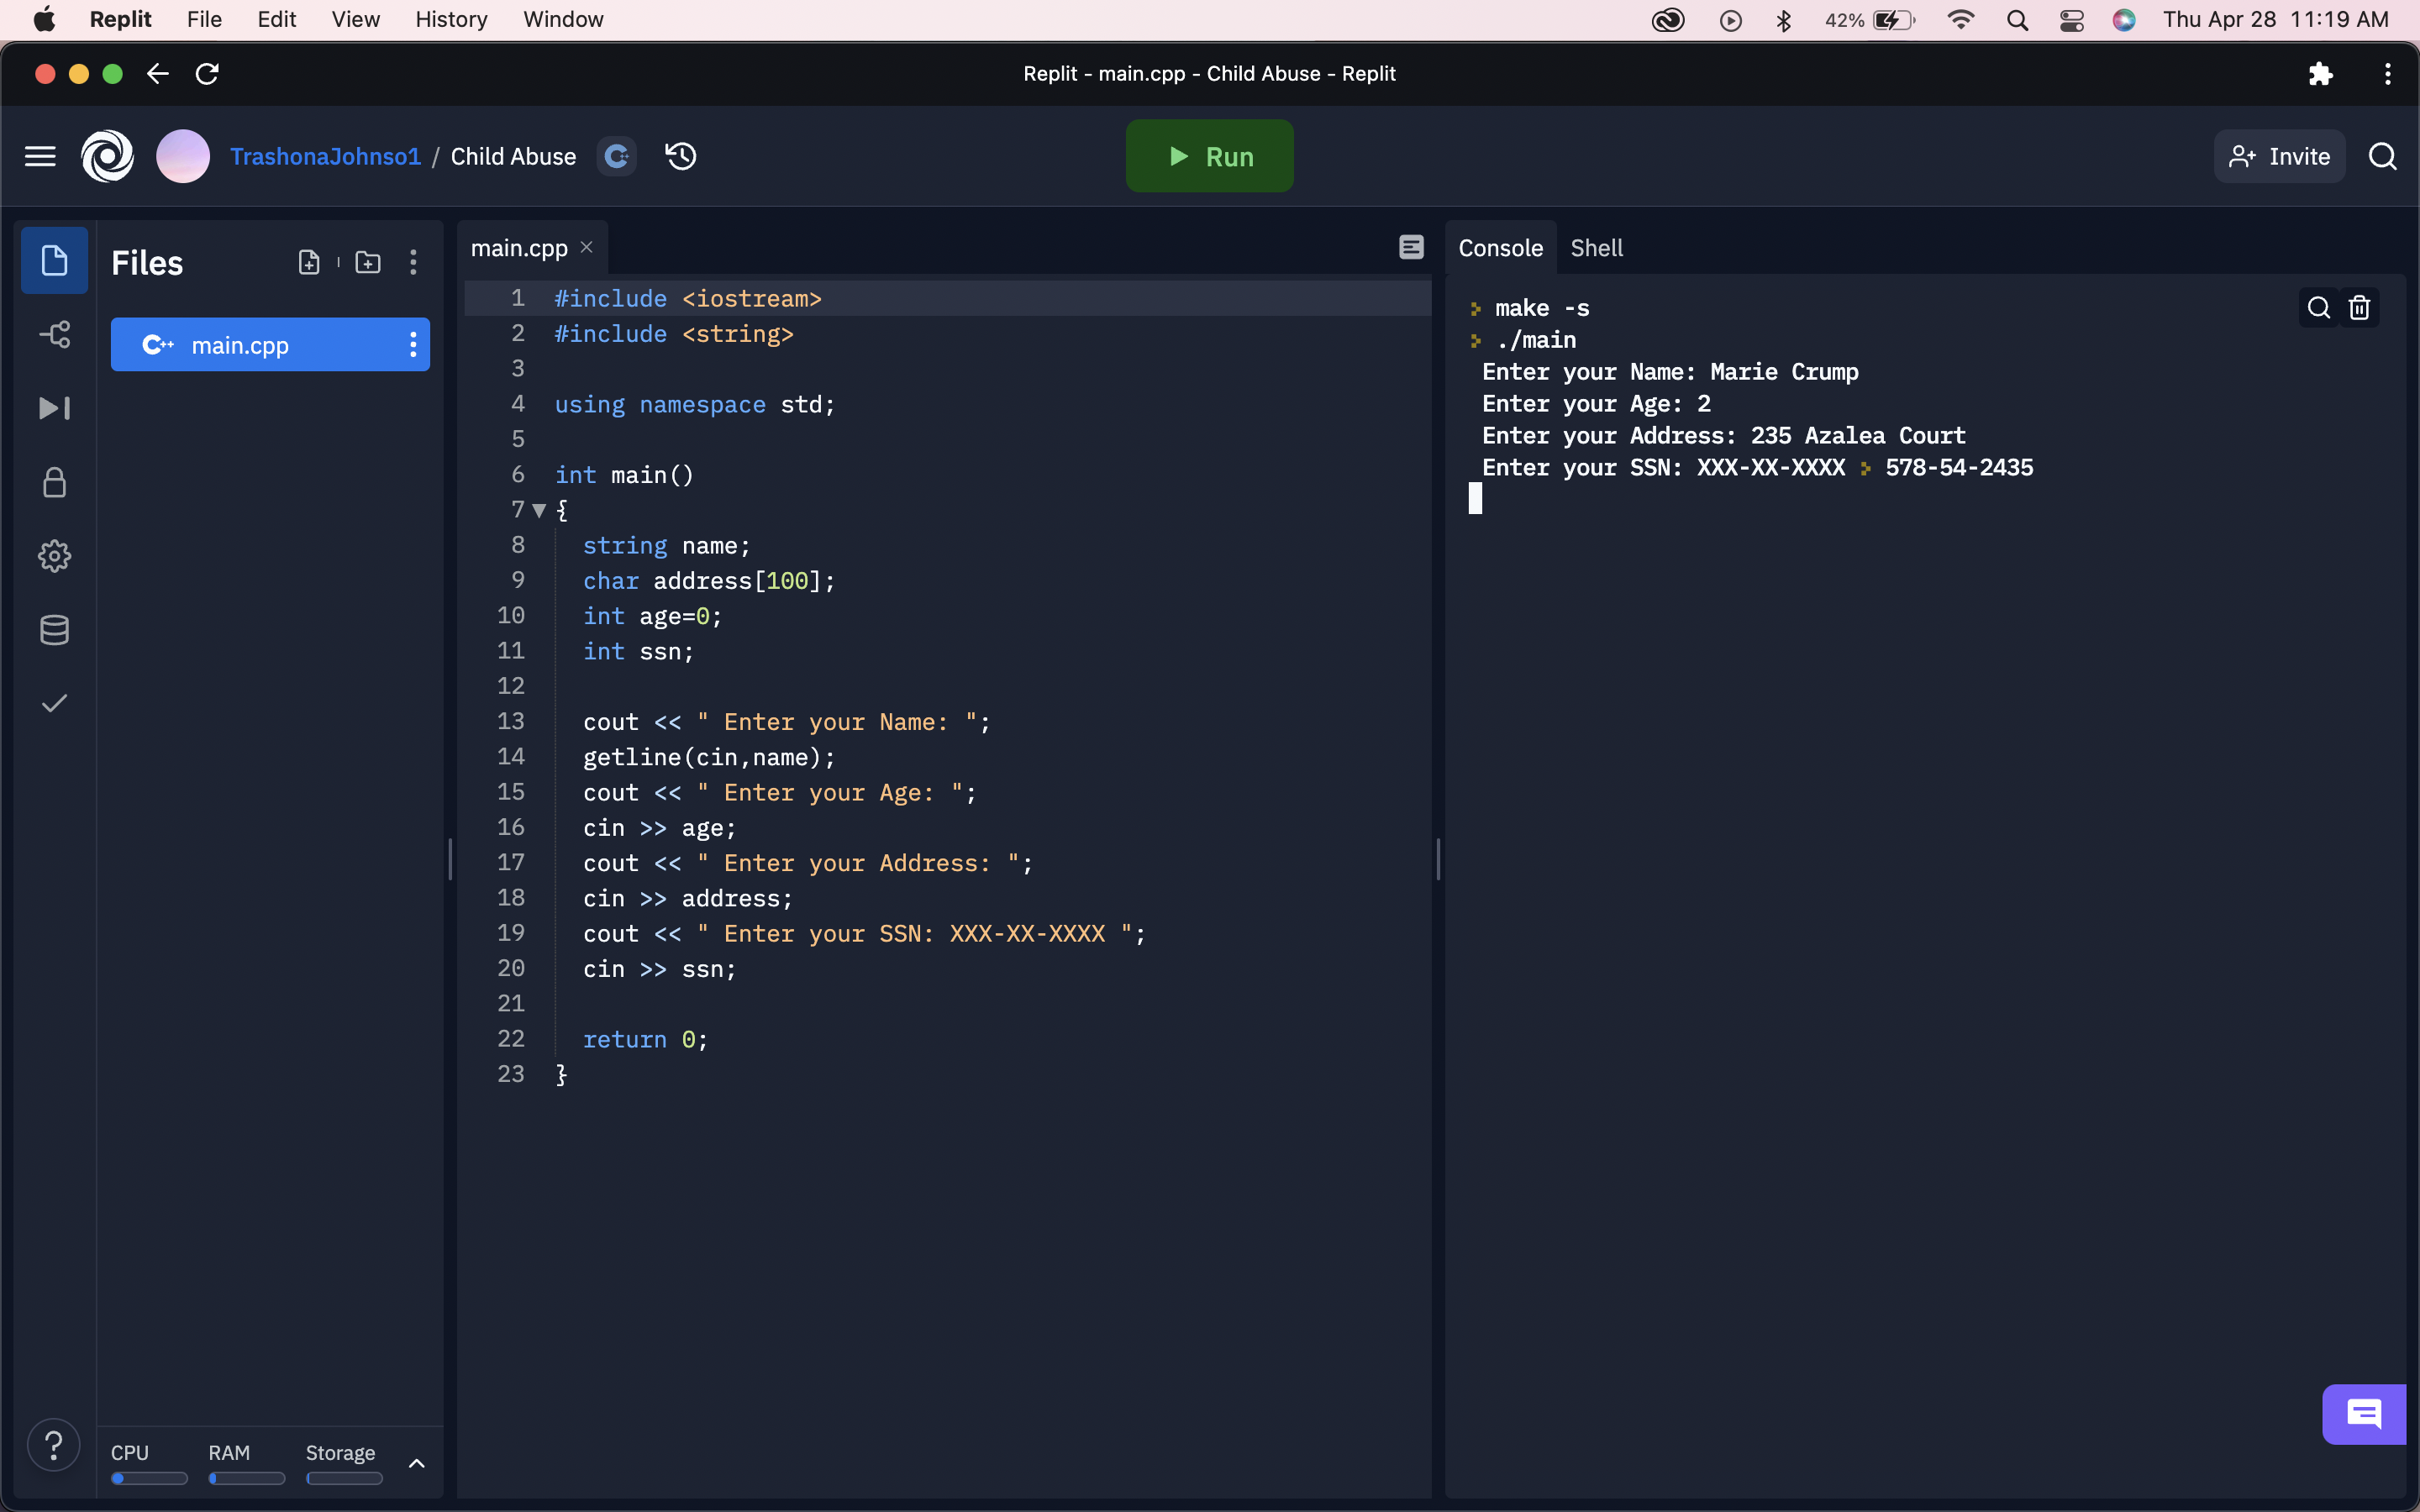 Replit File Edit View History Window 42% Thu Apr 28 11:19 AM
Replit - main.cpp - Child Abuse - Replit
TrashonaJohnso1 / Child Abuse Run Invite
Files
main.cpp
main.cpp
1 #include <iostream>
2 #include <string>
3
4 using namespace std;
5
6 int main()
7 {
8 string name;
9 char address[100];
10 int age=0;
11 int ssn;
12
13 cout << " Enter your Name: ";
14 getline(cin,name);
15 cout << " Enter your Age: ";
16 cin >> age;
17 cout << " Enter your Address: ";
18 cin >> address;
19 cout << " Enter your SSN: XXX-XX-XXXX ";
20 cin >> ssn;
21
22 return 0;
23 }
Console Shell
make -s
./main
Enter your Name: Marie Crump
Enter your Age: 2
Enter your Address: 235 Azalea Court
Enter your SSN: XXX-XX-XXXX 578-54-2435
CPU RAM Storage